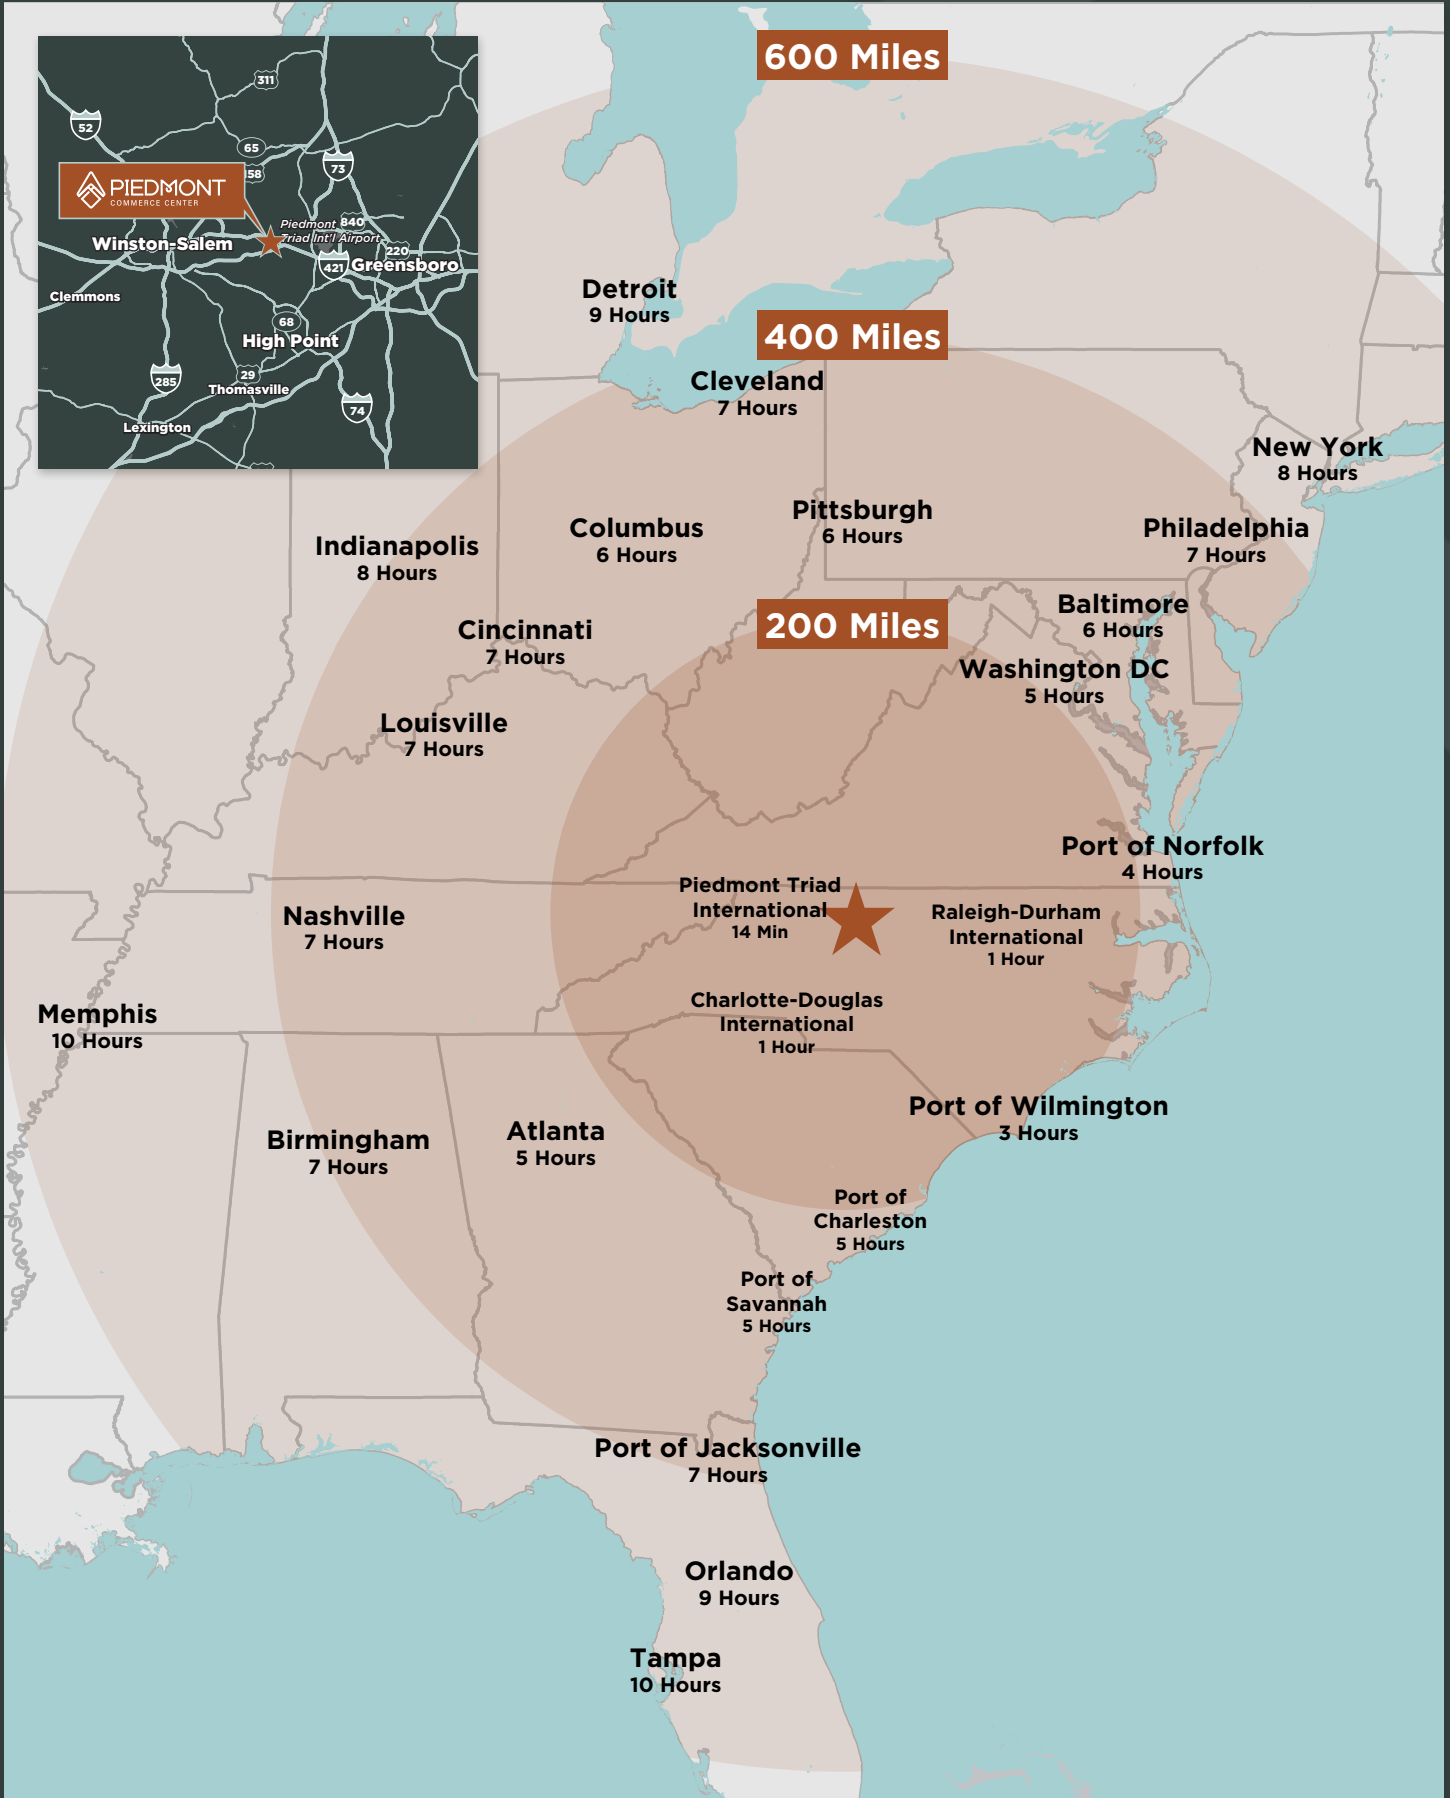 600 Miles
311
52
65
158
73
PIEDMONT
COMMERCE CENTER
Piedmont
Triad Int'l Airport
840
Winston-Salem
220
421
Greensboro
Clemmons
68
High Point
285
29
Thomasville
74
Lexington
Detroit
9 Hours
400 Miles
Cleveland
7 Hours
New York
8 Hours
Pittsburgh
6 Hours
Columbus
6 Hours
Philadelphia
7 Hours
Indianapolis
8 Hours
Baltimore
6 Hours
200 Miles
Cincinnati
7 Hours
Washington DC
5 Hours
Louisville
7 Hours
Port of Norfolk
4 Hours
Piedmont Triad
International
14 Min
Raleigh-Durham
International
1 Hour
Nashville
7 Hours
Charlotte-Douglas
International
1 Hour
Memphis
10 Hours
Port of Wilmington
3 Hours
Atlanta
5 Hours
Birmingham
7 Hours
Port of
Charleston
5 Hours
Port of
Savannah
5 Hours
Port of Jacksonville
7 Hours
Orlando
9 Hours
Tampa
10 Hours